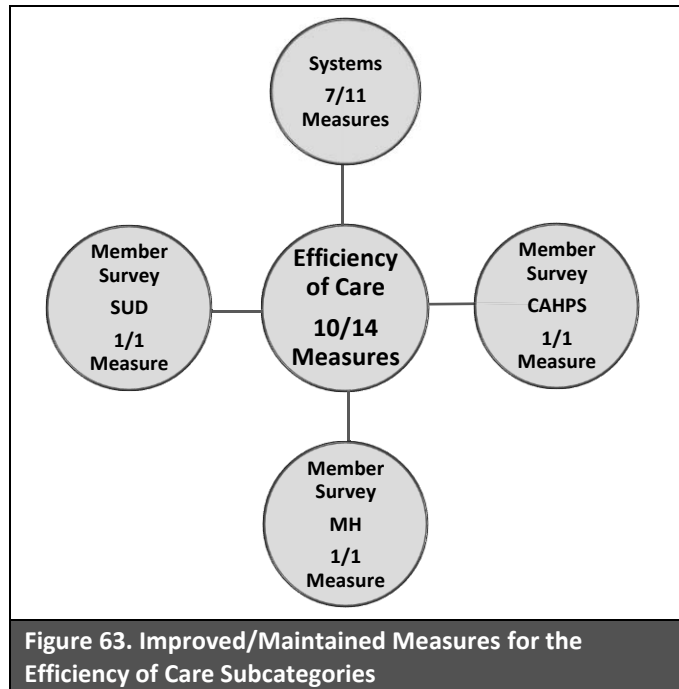 Systems
7/11
Measures
Member
Survey
SUD
1/1
Measure
Efficiency
of Care
10/14
Measures
Member
Survey
CAHPS
1/1
Measure
Member
Survey
MH
1/1
Measure
Figure 63. Improved/Maintained Measures for the
Efficiency of Care Subcategories